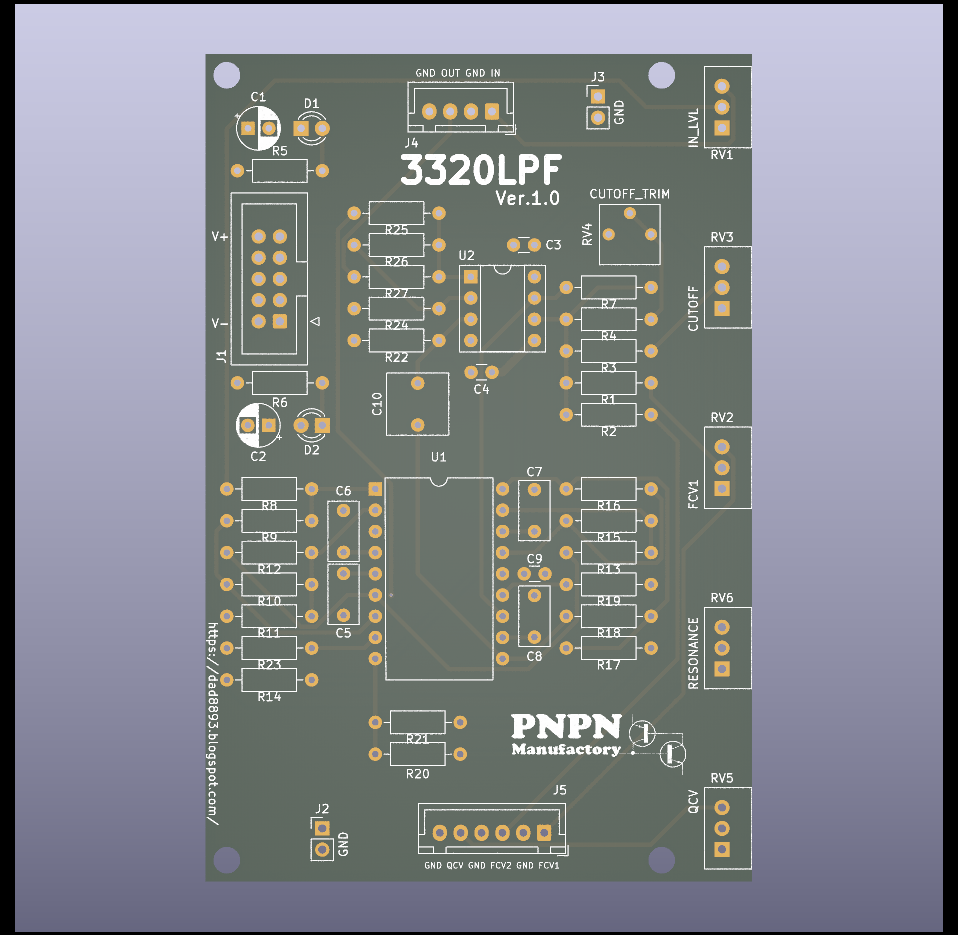 GND OUT GND IN
J3
C1
D1
GND
IN_LVL
J4
R5
RV1
3320LPF
Ver.1.0
CUTOFF_TRIM
RV4
RV3
V+
R25
C3
U2
R26
R27
R7
CUTOFF
V-
R24
R4
J1
R22
R3
C4
R6
R1
C10
RV2
R2
C2
D2
U1
C7
C6
FCV1
R8
R16
R9
R15
C9
R12
R13
RV6
R10
R19
R11
C5
R18
RESONANCE
C8
R23
R17
https://dad8893.blogspot.com/
R14
PNPN
Manufactory
R21
R20
RV5
QCV
J5
J2
GND
GND QCV GND FCV2 GND FCV1